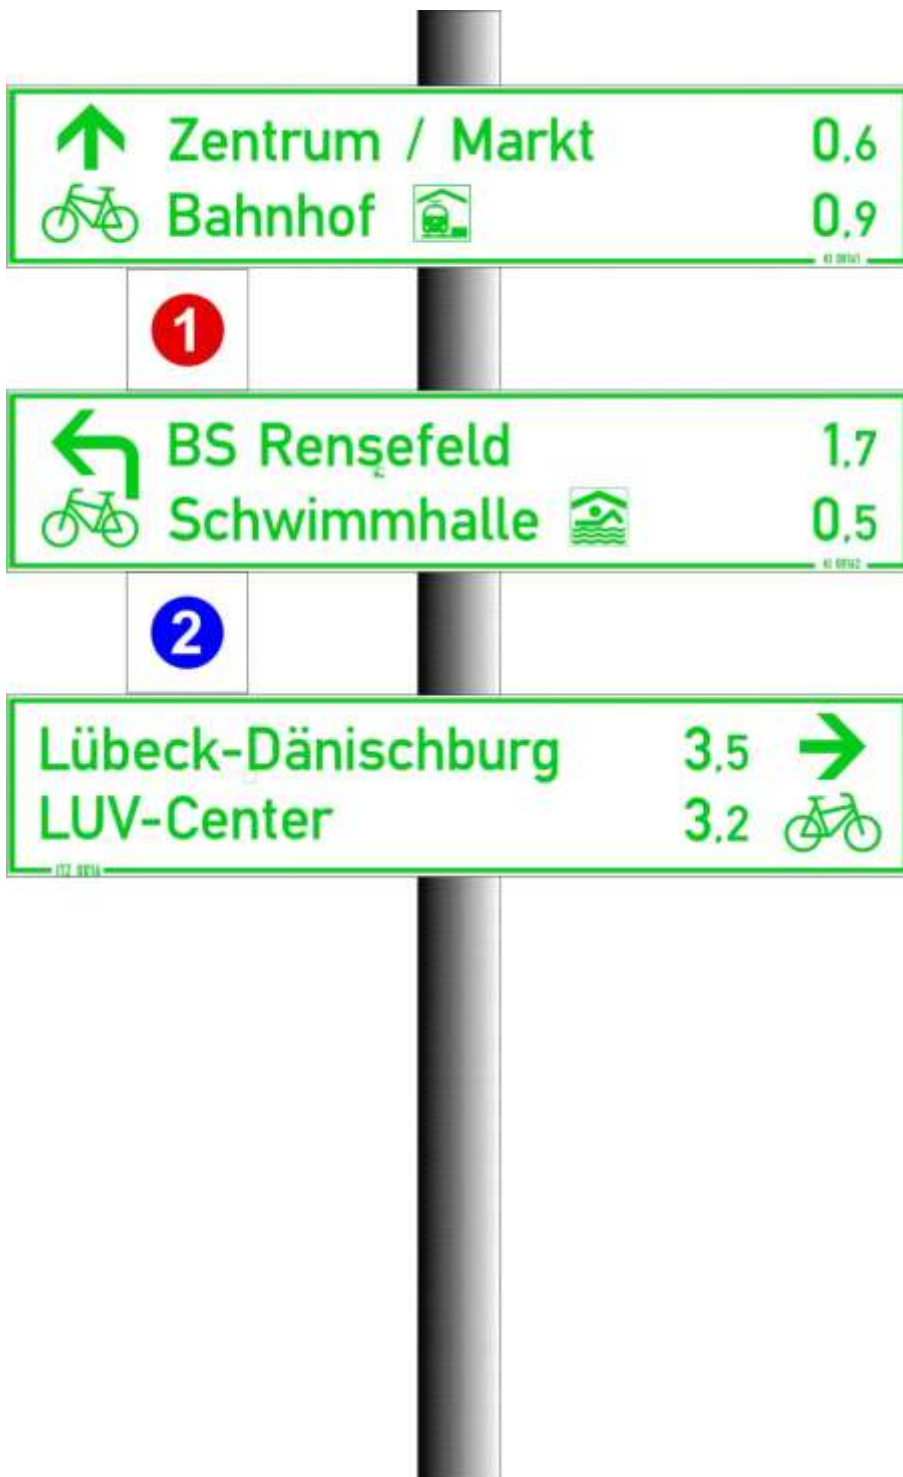 Zentrum / Markt 0,6
Bahnhof 0,9
1
BS Rensefeld 1,7
Schwimmhalle 0,5
2
Lübeck-Dänischburg 3,5
LUV-Center 3,2